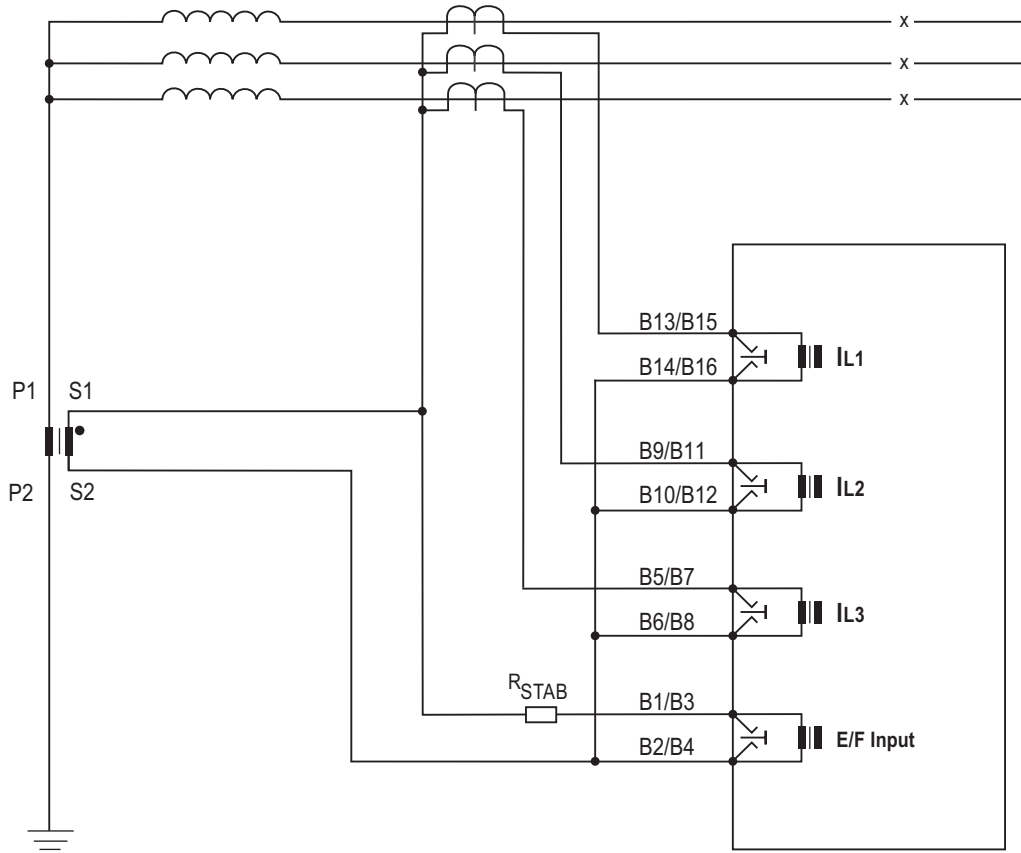 x
x
x
B13/B15
B14/B16
IL1
P1 S1
B9/B11
P2 S2
B10/B12
IL2
B5/B7
B6/B8
IL3
RSTAB
B1/B3
B2/B4
E/F Input